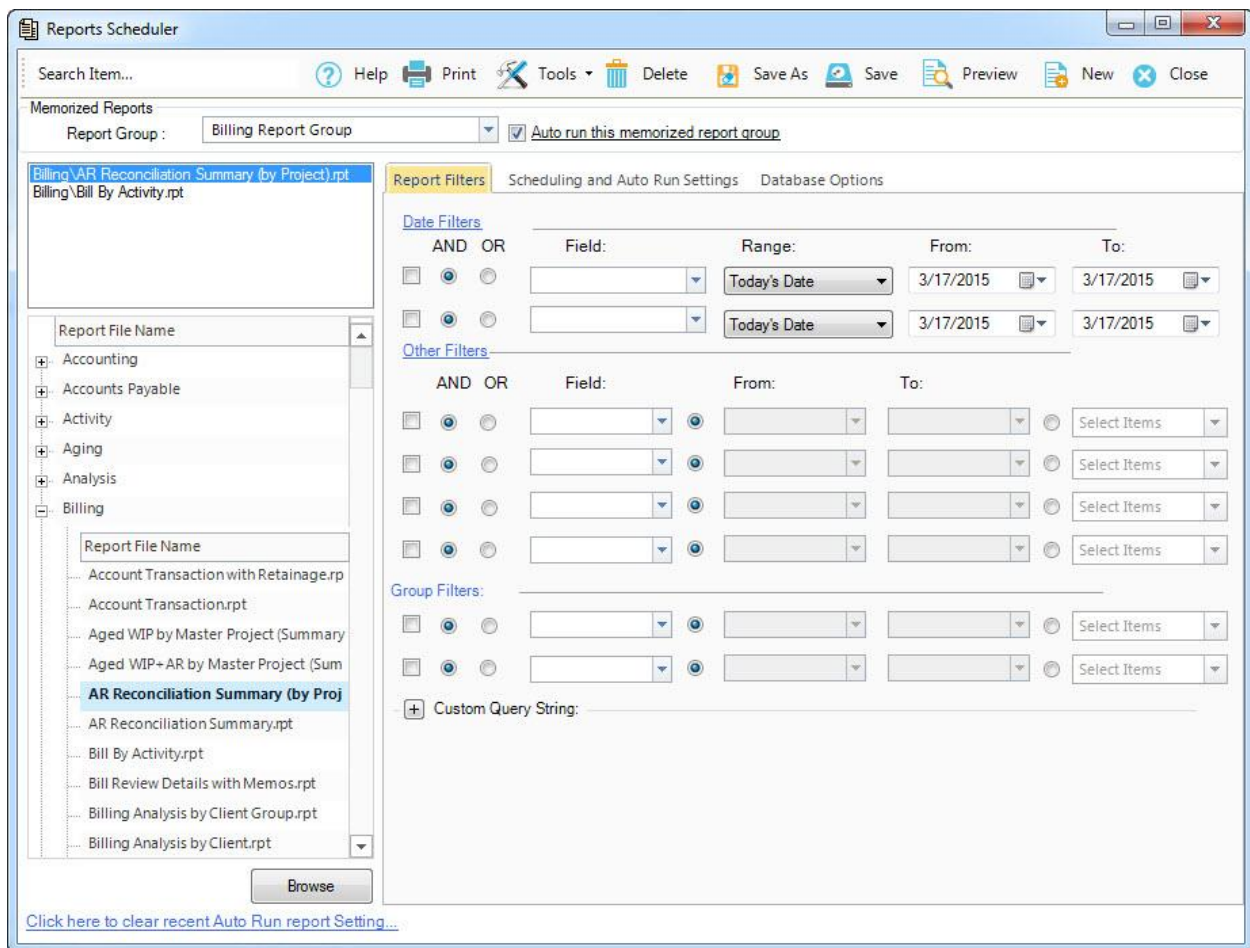 Reports Scheduler
Search Item... Help Print Tools Delete Save As Save Preview New Close
Memorized Reports
Report Group : Billing Report Group Auto run this memorized report group
Billing\AR Reconciliation Summary (by Project).rpt
Billing\Bill By Activity.rpt
Report File Name
Accounting
Accounts Payable
Activity
Aging
Analysis
Billing
Report File Name
Account Transaction with Retainage.rp
Account Transaction.rpt
Aged WIP by Master Project (Summary
Aged WIP+AR by Master Project (Sum
AR Reconciliation Summary (by Proj
AR Reconciliation Summary.rpt
Bill By Activity.rpt
Bill Review Details with Memos.rpt
Billing Analysis by Client Group.rpt
Billing Analysis by Client.rpt
Browse
Click here to clear recent Auto Run report Setting...
Report Filters Scheduling and Auto Run Settings Database Options
Date Filters
AND OR Field: Range: From: To:
Today's Date 3/17/2015 3/17/2015
Today's Date 3/17/2015 3/17/2015
Other Filters
AND OR Field: From: To:
Select Items
Select Items
Select Items
Select Items
Group Filters:
Select Items
Select Items
Custom Query String: